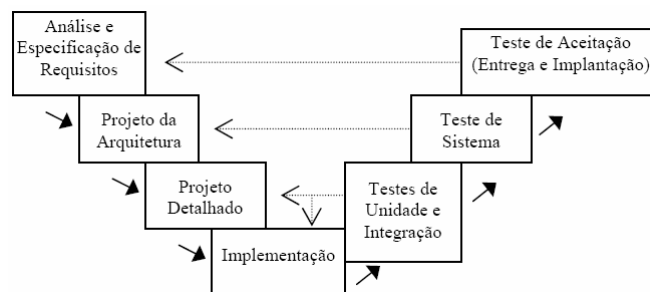 Análise e
Especificação de
Requisitos
Teste de Aceitação
(Entrega e Implantação)
Projeto da
Arquitetura
Teste de
Sistema
Projeto
Detalhado
Testes de
Unidade e
Integração
Implementação